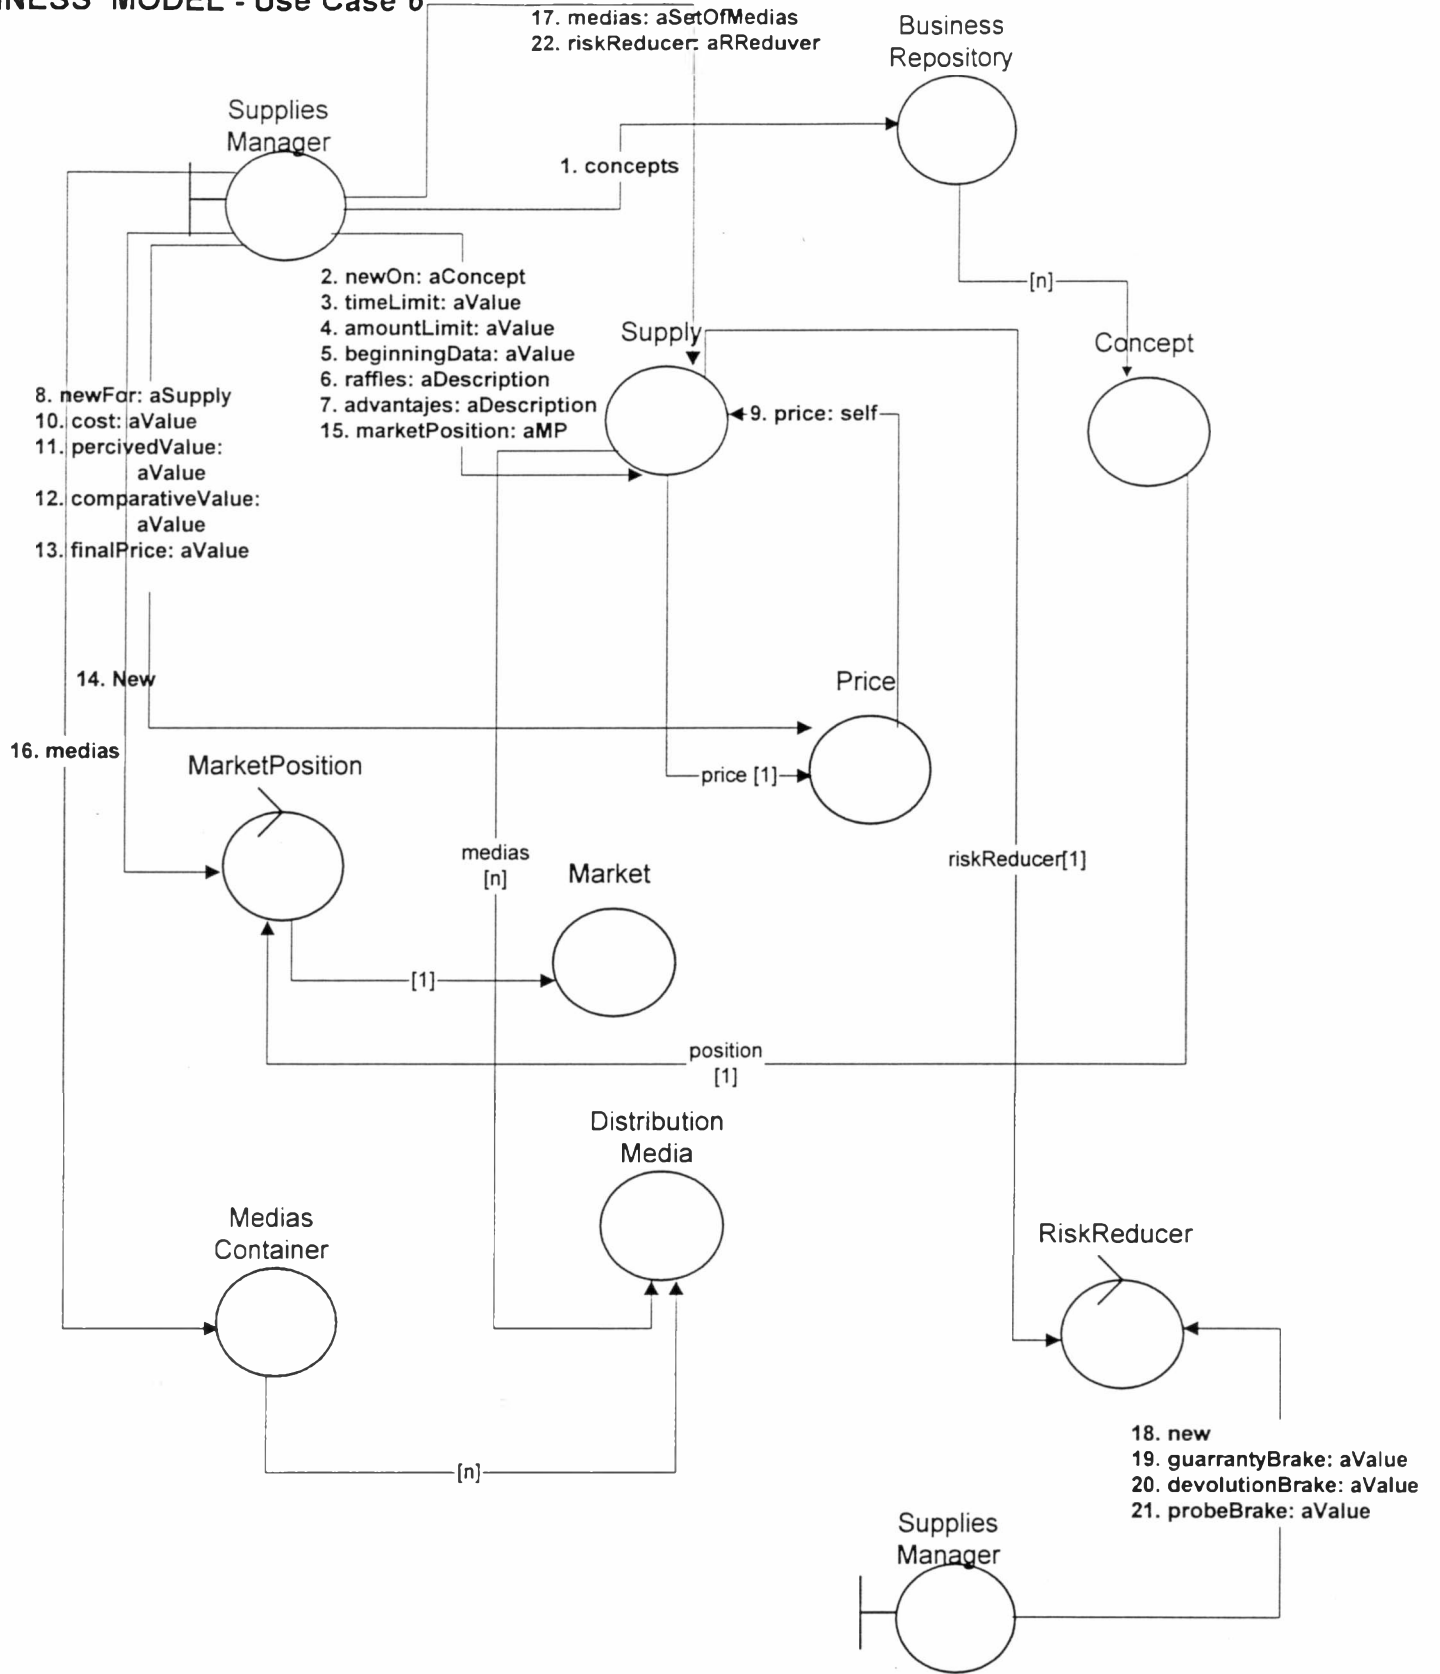 MODEL - Use Case
17. medias: aSetOfMedias
22. riskReducer: aRReduver
Business
Repository
Supplies
Manager
1. concepts
2. newOn: aConcept
3. timeLimit: aValue
4. amountLimit: aValue
5. beginningData: aValue
6. raffles: aDescription
7. advantajes: aDescription
15. marketPosition: aMP
[n]
Supply
Concept
8. newFor: aSupply
10. cost: aValue
11. percivedValue:
aValue
12. comparativeValue:
aValue
13. finalPrice: aValue
9. price: self
14. New
Price
16. medias
MarketPosition
price [1]
medias
[n]
Market
riskReducer[1]
[1]
position
[1]
Distribution
Media
Medias
Container
RiskReducer
[n]
18. new
19. guarrantyBrake: aValue
20. devolutionBrake: aValue
21. probeBrake: aValue
Supplies
Manager